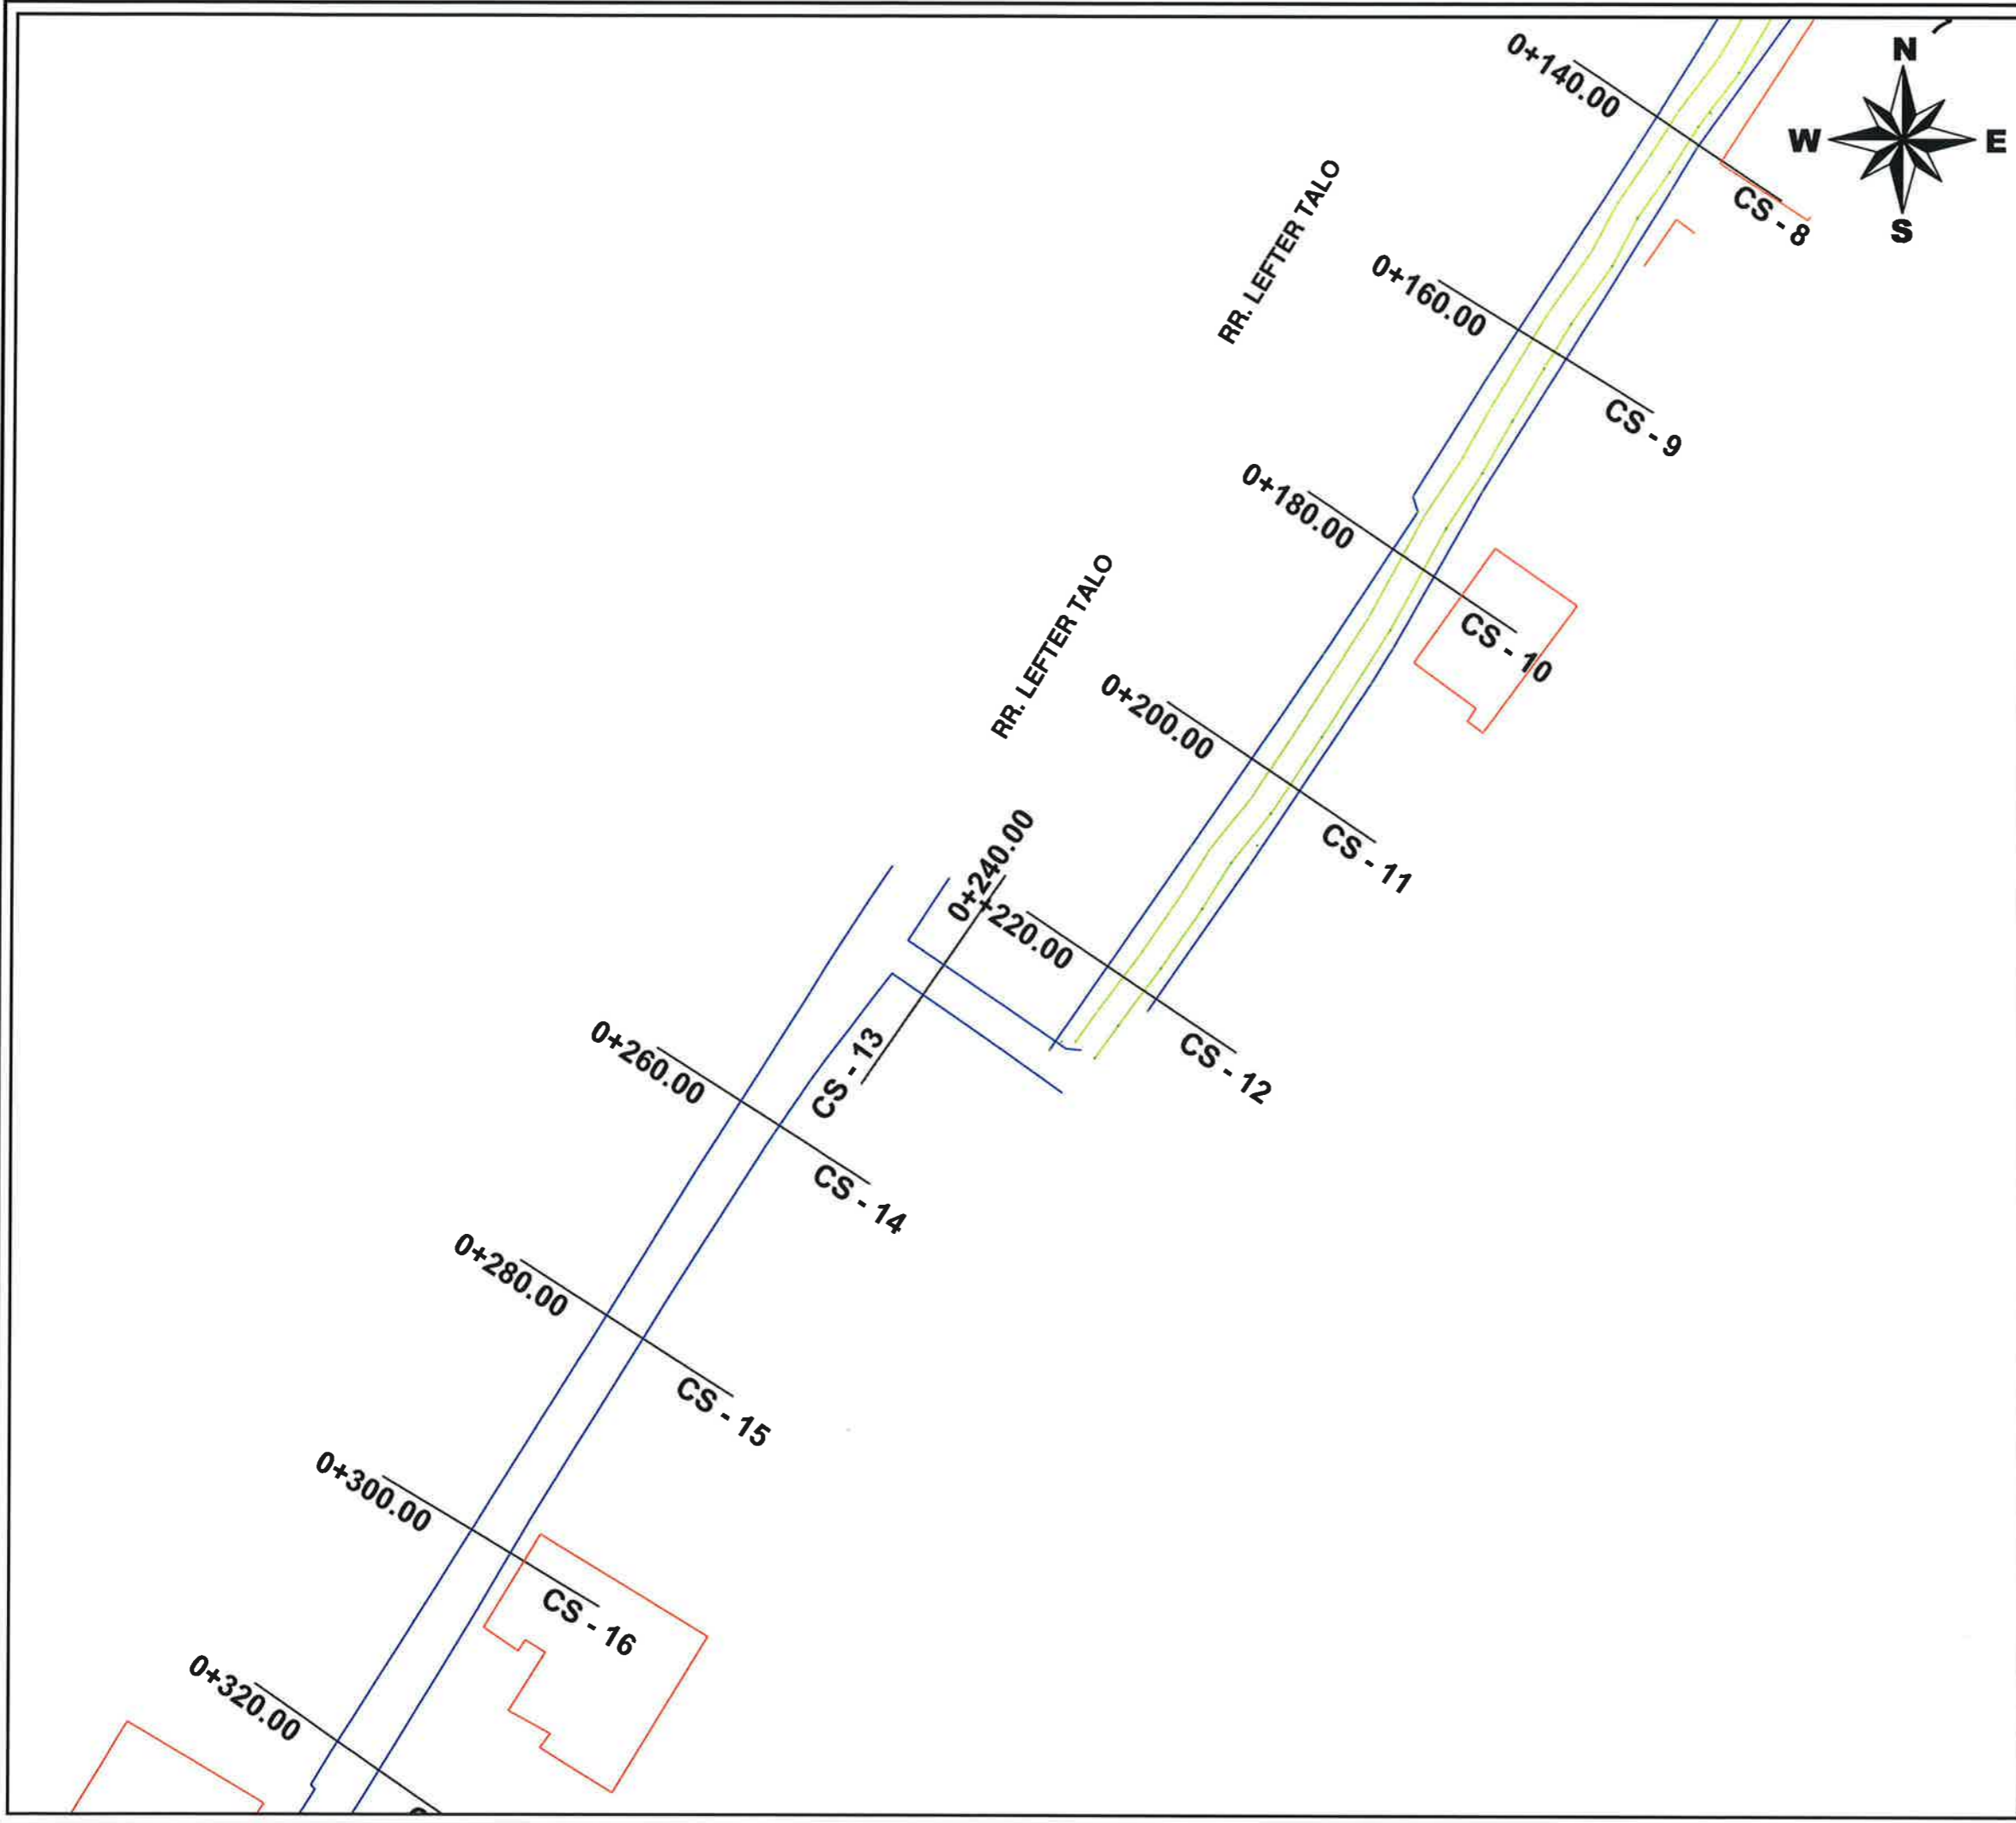 N
W
E
S
0+140.00
CS - 8
RR. LEFTER TALO
0+160.00
CS - 9
0+180.00
CS - 10
RR. LEFTER TALO
0+200.00
CS - 11
0+240.00
0+220.00
CS - 12
CS - 13
0+260.00
CS - 14
0+280.00
CS - 15
0+300.00
CS - 16
0+320.00